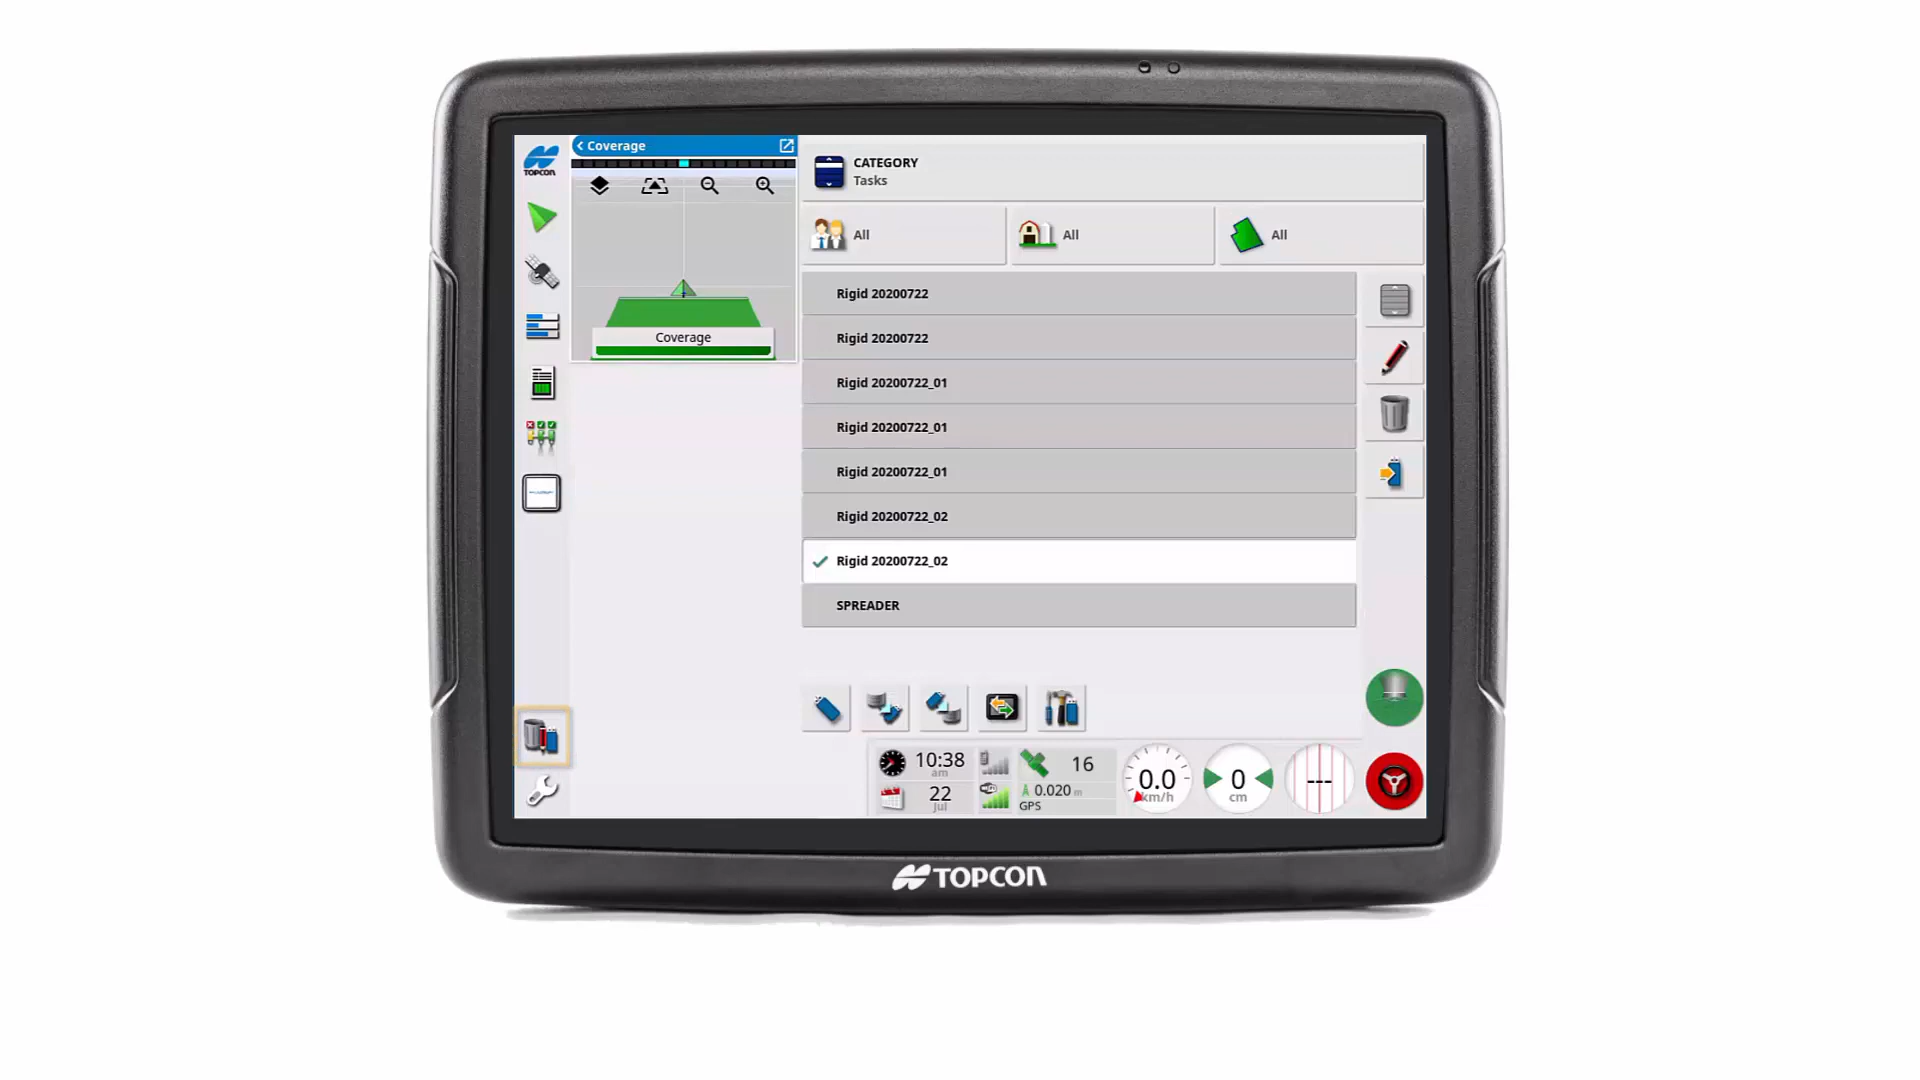 TOPCON
Coverage
Coverage
CATEGORY
Tasks
All
All
All
Rigid 20200722
Rigid 20200722
Rigid 20200722_01
Rigid 20200722_01
Rigid 20200722_01
Rigid 20200722_02
Rigid 20200722_02
SPREADER
10:38
am
22
Jul
16
0.020 m
GPS
0.0
km/h
0
cm
---
TOPCON